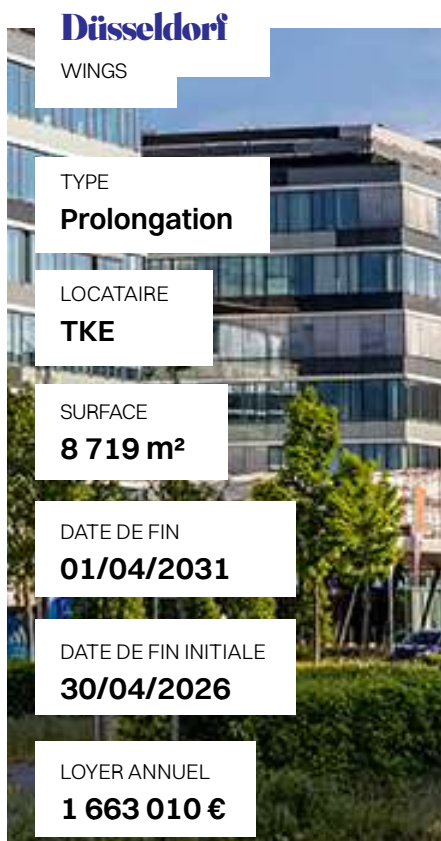 Düsseldorf
WINGS
TYPE
Prolongation
LOCATAIRE
TKE
SURFACE
8 719 m²
DATE DE FIN
01/04/2031
DATE DE FIN INITIALE
30/04/2026
LOYER ANNUEL
1 663 010 €